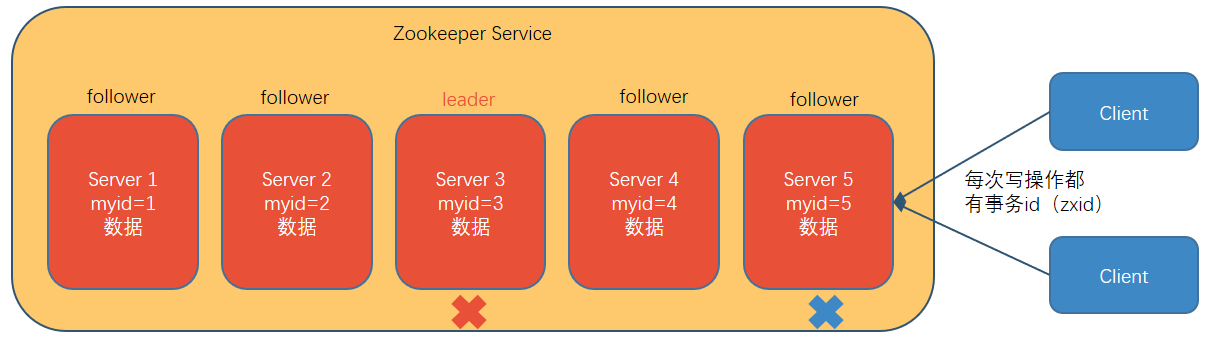 Zookeeper Service
follower
follower
leader
follower
follower
Server 1
myid=1
数据
Server 2
myid=2
数据
Server 3
myid=3
数据
Server 4
myid=4
数据
Server 5
myid=5
数据
Client
每次写操作都
有事务id（zxid）
Client